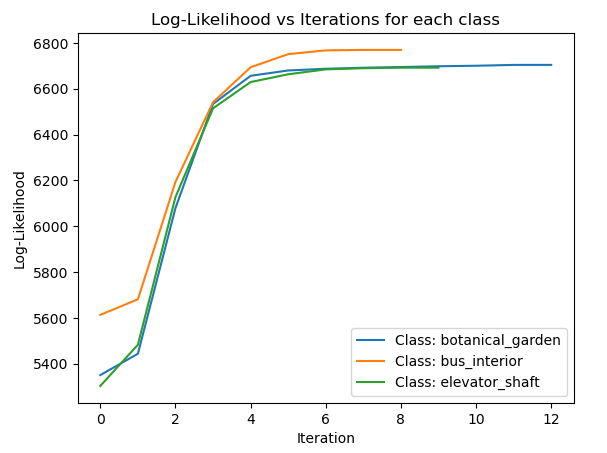 Log-Likelihood vs Iterations for each class
6800
6600
6400
6200
6000
5800
5600
5400
Log-Likelihood
Class: botanical_garden
Class: bus_interior
Class: elevator_shaft
0 2 4 6 8 10 12
Iteration